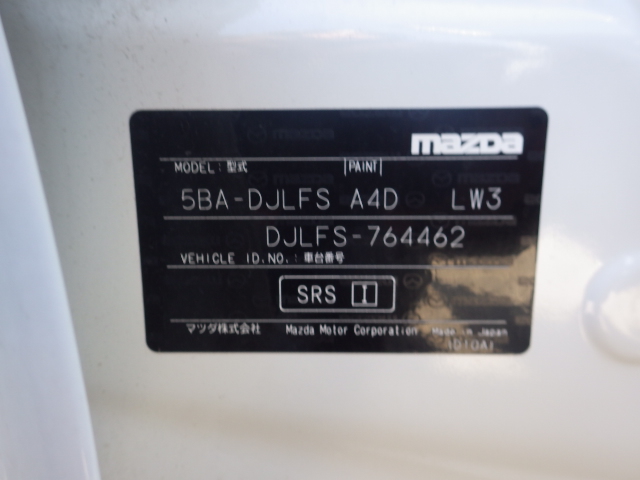 mazda
MODEL:型式 PAINT
5BA-DJLFS A4D LW3
DJLFS-764462
VEHICLE ID.NO.:車台番号
SRS I
マツダ株式会社 Mazda Motor Corporation Made in Japan
1D10A1